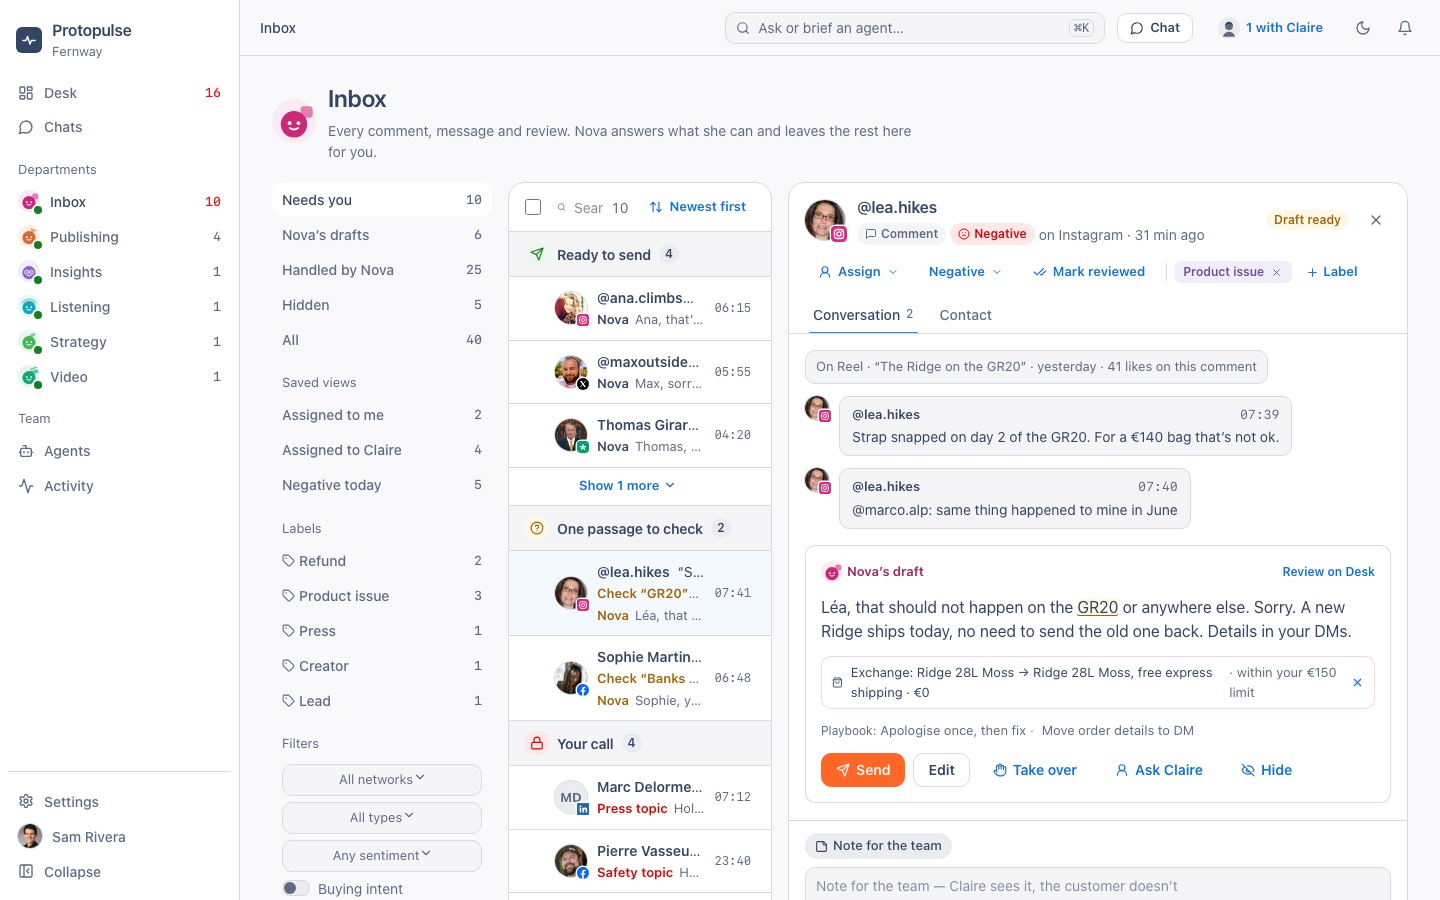 Protopulse
Fernway
Desk 16
Chats
Departments
Inbox 10
Publishing 4
Insights 1
Listening 1
Strategy 1
Video 1
Team
Agents
Activity
Settings
Sam Rivera
Collapse
Inbox
Ask or brief an agent... ⌘K
Chat
1 with Claire
Inbox
Every comment, message and review. Nova answers what she can and leaves the rest here
for you.
Needs you 10
Nova's drafts 6
Handled by Nova 25
Hidden 5
All 40
Saved views
Assigned to me 2
Assigned to Claire 4
Negative today 5
Labels
Refund 2
Product issue 3
Press 1
Creator 1
Lead 1
Filters
All networks
All types
Any sentiment
Buying intent
Sear 10 Newest first
Ready to send 4
@ana.climbs... 06:15
Nova Ana, that'...
@maxoutside... 05:55
Nova Max, sorr...
Thomas Girar... 04:20
Nova Thomas, ...
Show 1 more
One passage to check 2
@lea.hikes “S...
Check “GR20”... 07:41
Nova Léa, that ...
Sophie Martin...
Check “Banks ... 06:48
Nova Sophie, y...
Your call 4
MD
Marc Delorme... 07:12
Press topic Hol...
Pierre Vasseu... 23:40
Safety topic H...
@lea.hikes
Comment Negative on Instagram · 31 min ago
Draft ready
Assign Negative Mark reviewed Product issue × + Label
Conversation 2 Contact
On Reel · “The Ridge on the GR20” · yesterday · 41 likes on this comment
@lea.hikes 07:39
Strap snapped on day 2 of the GR20. For a €140 bag that's not ok.
@lea.hikes 07:40
@marco.alp: same thing happened to mine in June
Nova's draft Review on Desk
Léa, that should not happen on the GR20 or anywhere else. Sorry. A new
Ridge ships today, no need to send the old one back. Details in your DMs.
Exchange: Ridge 28L Moss → Ridge 28L Moss, free express
shipping · €0
· within your €150
limit
Playbook: Apologise once, then fix · Move order details to DM
Send Edit Take over Ask Claire Hide
Note for the team
Note for the team — Claire sees it, the customer doesn't